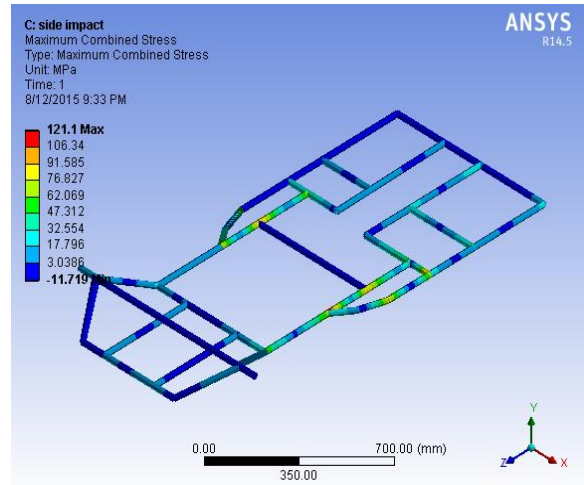 C: side impact
Maximum Combined Stress
Type: Maximum Combined Stress
Unit: MPa
Time: 1
8/12/2015 9:33 PM
ANSYS
R14.5
121.1 Max
106.34
91.585
76.827
62.069
47.312
32.554
17.796
3.0386
-11.719
Y
Z
X
0.00
700.00 (mm)
350.00